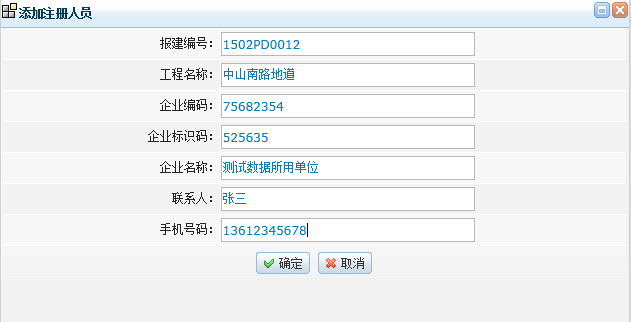 添加注册人员
报建编号： 1502PD0012
工程名称： 中山南路地道
企业编码： 75682354
企业标识码： 525635
企业名称： 测试数据所用单位
联系人： 张三
手机号码： 13612345678
确定 取消